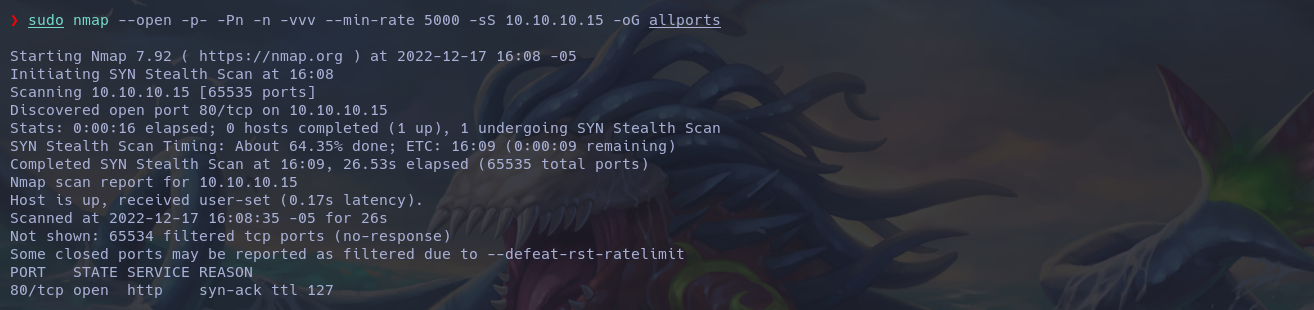 ❯ sudo nmap --open -p- -Pn -n -vvv --min-rate 5000 -sS 10.10.10.15 -oG allports
Starting Nmap 7.92 ( https://nmap.org ) at 2022-12-17 16:08 -05
Initiating SYN Stealth Scan at 16:08
Scanning 10.10.10.15 [65535 ports]
Discovered open port 80/tcp on 10.10.10.15
Stats: 0:00:16 elapsed; 0 hosts completed (1 up), 1 undergoing SYN Stealth Scan
SYN Stealth Scan Timing: About 64.35% done; ETC: 16:09 (0:00:09 remaining)
Completed SYN Stealth Scan at 16:09, 26.53s elapsed (65535 total ports)
Nmap scan report for 10.10.10.15
Host is up, received user-set (0.17s latency).
Scanned at 2022-12-17 16:08:35 -05 for 26s
Not shown: 65534 filtered tcp ports (no-response)
Some closed ports may be reported as filtered due to --defeat-rst-ratelimit
PORT   STATE SERVICE REASON
80/tcp open  http    syn-ack ttl 127